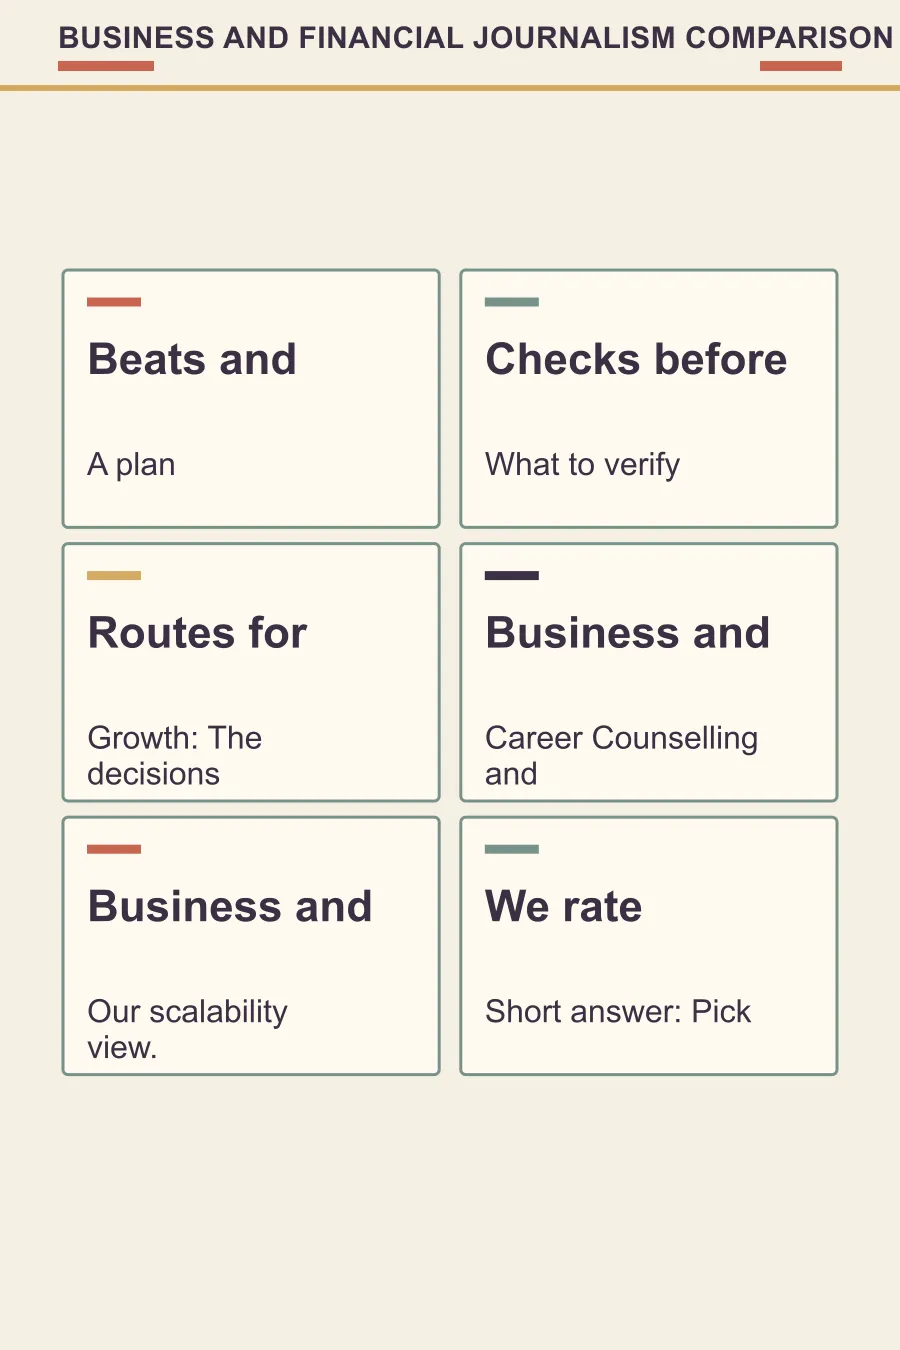 BUSINESS AND FINANCIAL JOURNALISM COMPARISON
Beats and
A plan
Checks before
What to verify
Routes for
Growth: The
decisions
Business and
Career Counselling
and
Business and
Our scalability
view.
We rate
Short answer: Pick